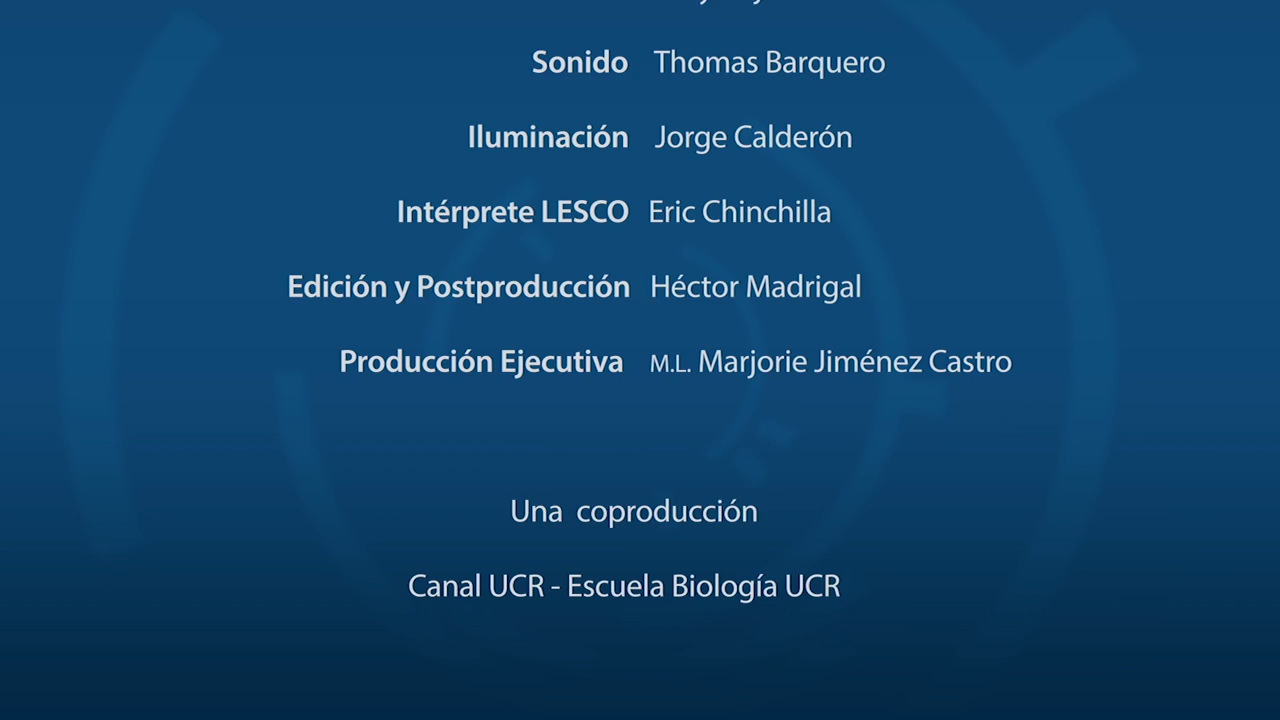 Sonido Thomas Barquero
Iluminación Jorge Calderón
Intérprete LESCO Eric Chinchilla
Edición y Postproducción Héctor Madrigal
Producción Ejecutiva M.L. Marjorie Jiménez Castro
Una coproducción
Canal UCR - Escuela Biología UCR